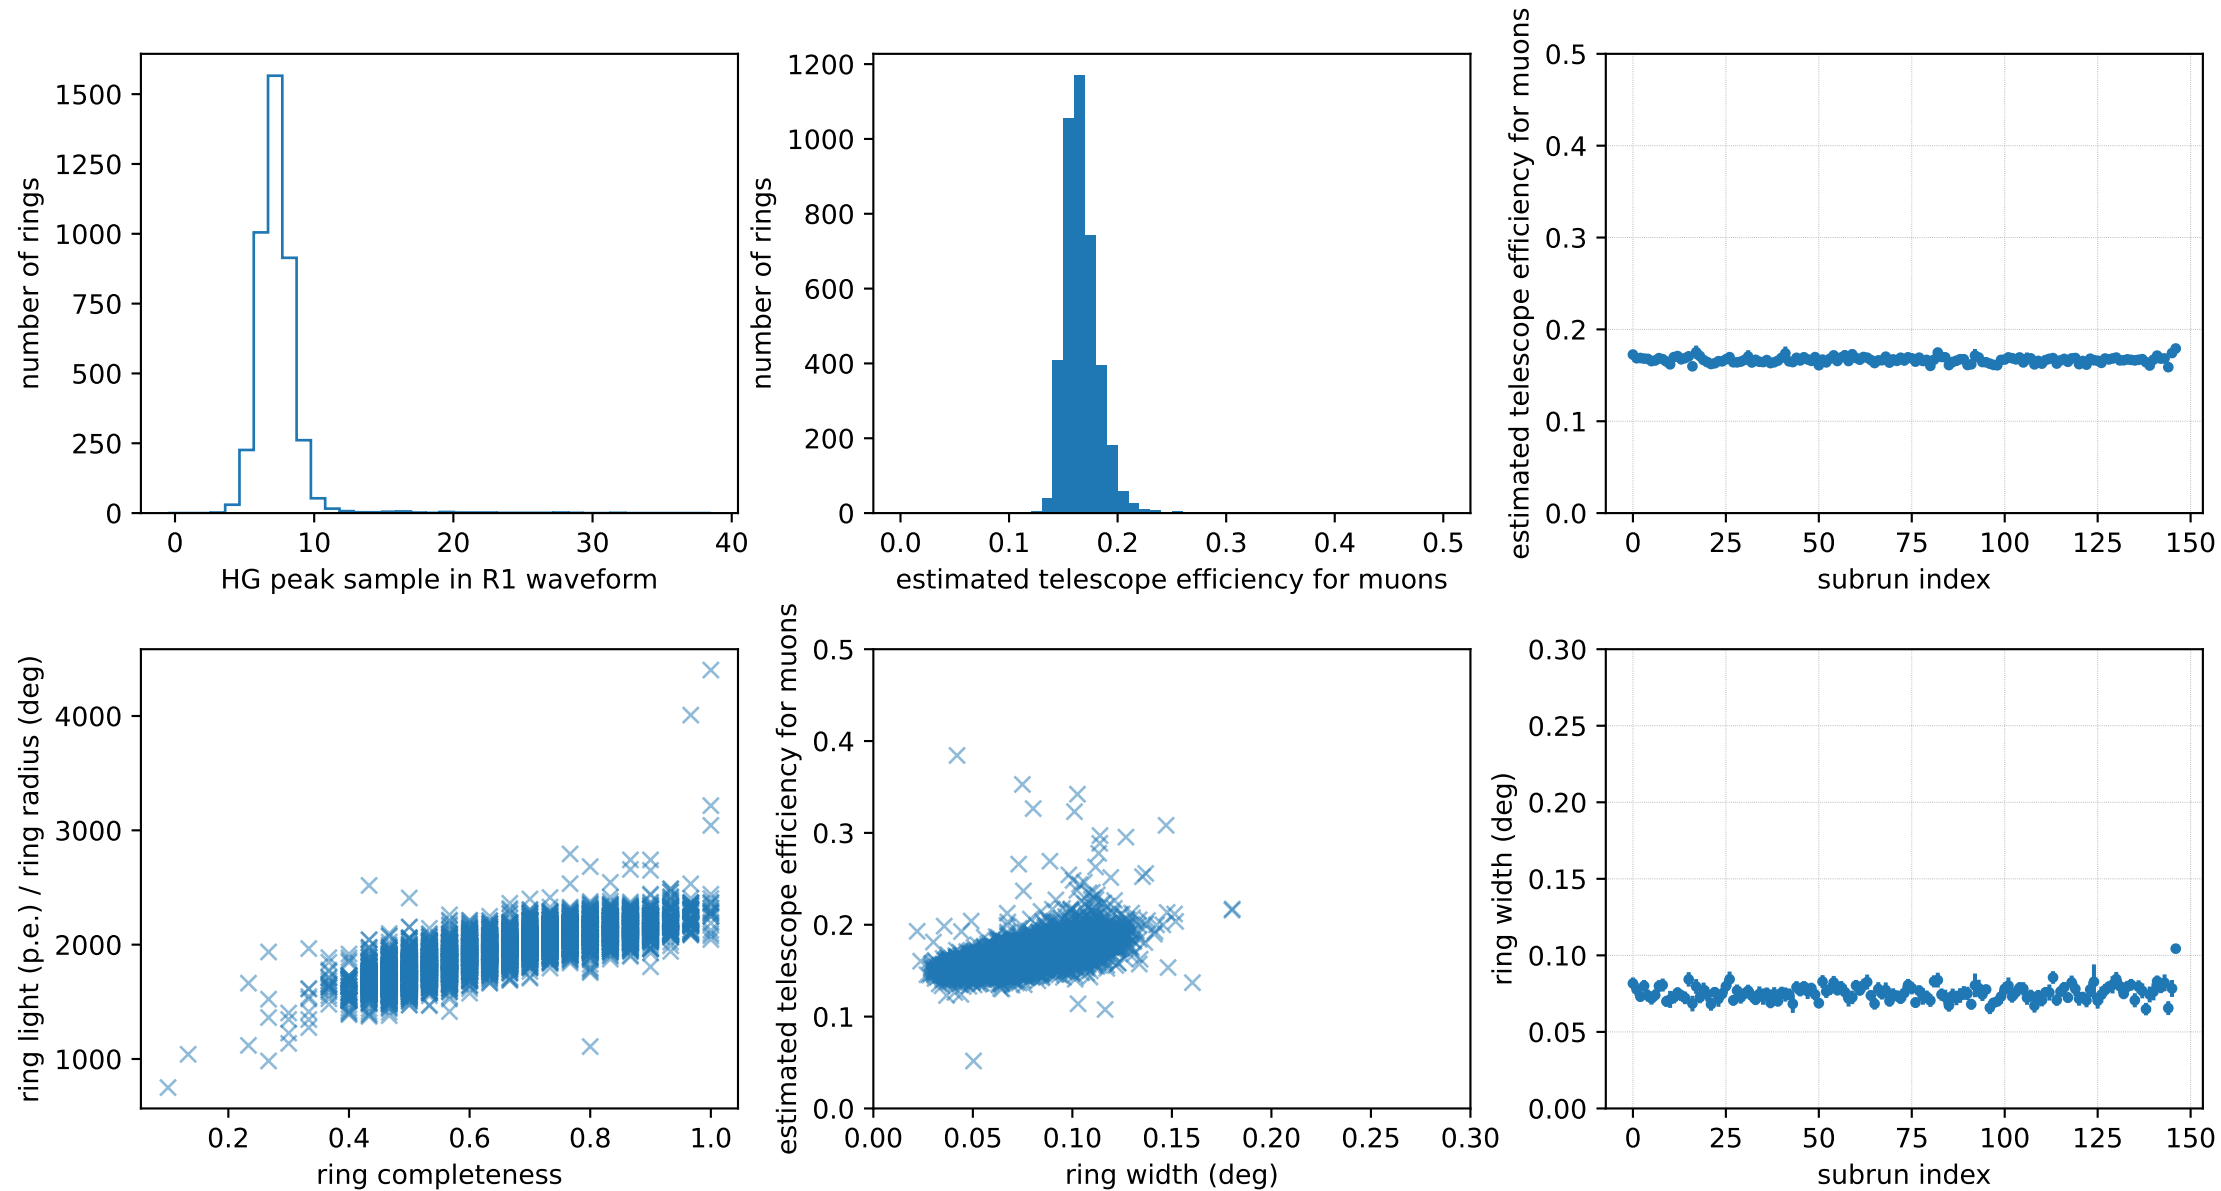 number of rings
1500
1250
1000
750
500
250
0
0 10 20 30 40
HG peak sample in R1 waveform
number of rings
1200
1000
800
600
400
200
0
0.0 0.1 0.2 0.3 0.4 0.5
estimated telescope efficiency for muons
estimated telescope efficiency for muons
0.5
0.4
0.3
0.2
0.1
0.0
0 25 50 75 100 125 150
subrun index
ring light (p.e.) / ring radius (deg)
4000
3000
2000
1000
0.2 0.4 0.6 0.8 1.0
ring completeness
estimated telescope efficiency for muons
0.5
0.4
0.3
0.2
0.1
0.0
0.00 0.05 0.10 0.15 0.20 0.25 0.30
ring width (deg)
ring width (deg)
0.30
0.25
0.20
0.15
0.10
0.05
0.00
0 25 50 75 100 125 150
subrun index